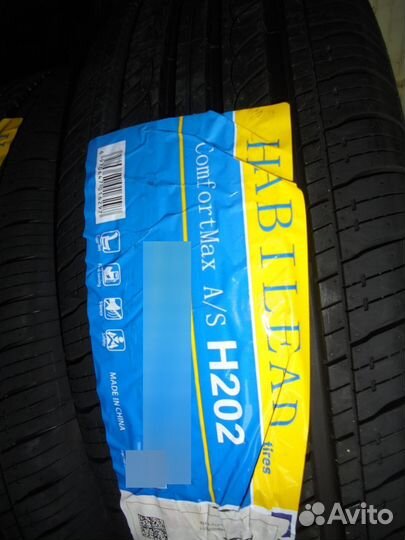 HABILEAD
tires
ComfortMax A/S H202
MADE IN CHINA
Avito